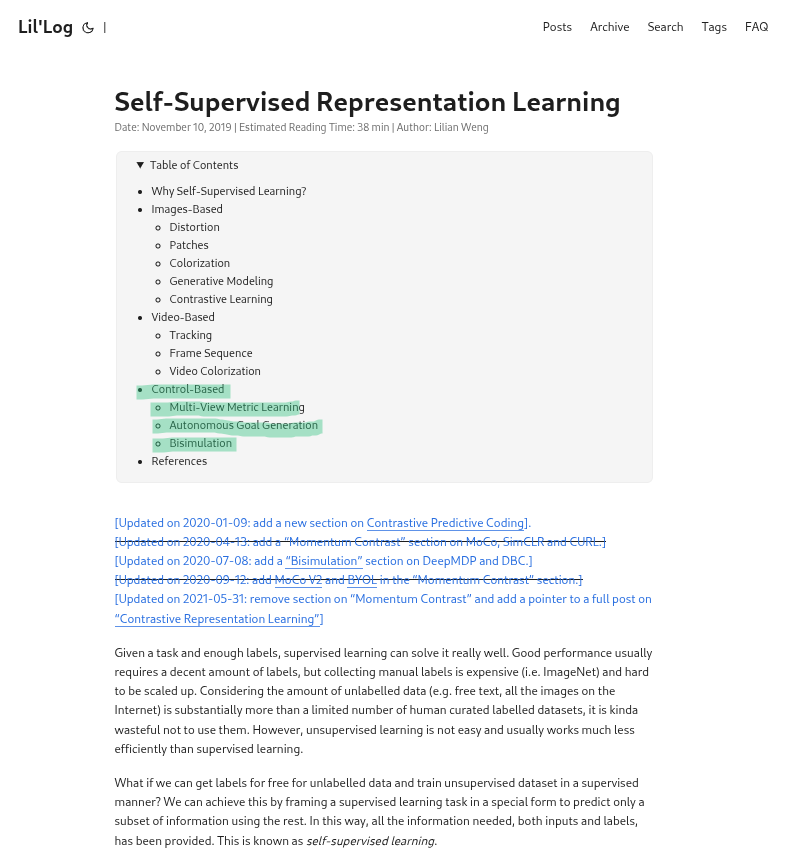 Lil'Log |
Posts Archive Search Tags FAQ
Self-Supervised Representation Learning
Date: November 10, 2019 | Estimated Reading Time: 38 min | Author: Lilian Weng
Table of Contents
Why Self-Supervised Learning?
Images-Based
Distortion
Patches
Colorization
Generative Modeling
Contrastive Learning
Video-Based
Tracking
Frame Sequence
Video Colorization
Control-Based
Multi-View Metric Learning
Autonomous Goal Generation
Bisimulation
References
[Updated on 2020-01-09: add a new section on Contrastive Predictive Coding].
[Updated on 2020-04-13: add a “Momentum Contrast” section on MoCo, SimCLR and CURL.]
[Updated on 2020-07-08: add a “Bisimulation” section on DeepMDP and DBC.]
[Updated on 2020-09-12: add MoCo V2 and BYOL in the “Momentum Contrast” section.]
[Updated on 2021-05-31: remove section on “Momentum Contrast” and add a pointer to a full post on
“Contrastive Representation Learning”]
Given a task and enough labels, supervised learning can solve it really well. Good performance usually
requires a decent amount of labels, but collecting manual labels is expensive (i.e. ImageNet) and hard
to be scaled up. Considering the amount of unlabelled data (e.g. free text, all the images on the
Internet) is substantially more than a limited number of human curated labelled datasets, it is kinda
wasteful not to use them. However, unsupervised learning is not easy and usually works much less
efficiently than supervised learning.
What if we can get labels for free for unlabelled data and train unsupervised dataset in a supervised
manner? We can achieve this by framing a supervised learning task in a special form to predict only a
subset of information using the rest. In this way, all the information needed, both inputs and labels,
has been provided. This is known as self-supervised learning.